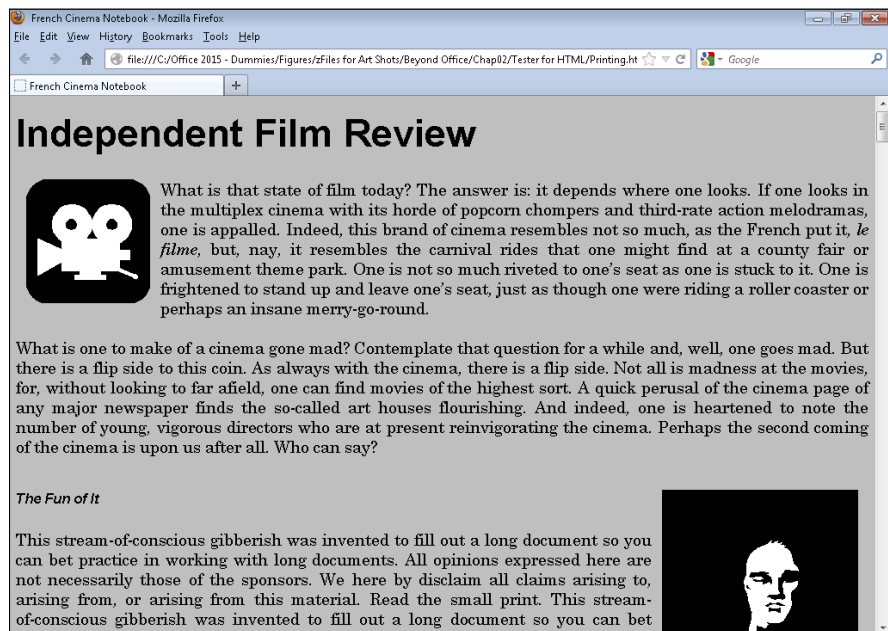 French Cinema Notebook - Mozilla Firefox
File Edit View History Bookmarks Tools Help
file:///C:/Office 2015 - Dummies/Figures/zFiles for Art Shots/Beyond Office/Chap02/Tester for HTML/Printing.ht
Google
French Cinema Notebook
Independent Film Review
What is that state of film today? The answer is: it depends where one looks. If one looks in
the multiplex cinema with its horde of popcorn chompers and third-rate action melodramas,
one is appalled. Indeed, this brand of cinema resembles not so much, as the French put it, le
filme, but, nay, it resembles the carnival rides that one might find at a county fair or
amusement theme park. One is not so much riveted to one's seat as one is stuck to it. One is
frightened to stand up and leave one's seat, just as though one were riding a roller coaster or
perhaps an insane merry-go-round.
What is one to make of a cinema gone mad? Contemplate that question for a while and, well, one goes mad. But
there is a flip side to this coin. As always with the cinema, there is a flip side. Not all is madness at the movies,
for, without looking to far afield, one can find movies of the highest sort. A quick perusal of the cinema page of
any major newspaper finds the so-called art houses flourishing. And indeed, one is heartened to note the
number of young, vigorous directors who are at present reinvigorating the cinema. Perhaps the second coming
of the cinema is upon us after all. Who can say?
The Fun of It
This stream-of-conscious gibberish was invented to fill out a long document so you
can bet practice in working with long documents. All opinions expressed here are
not necessarily those of the sponsors. We here by disclaim all claims arising to,
arising from, or arising from this material. Read the small print. This stream-
of-conscious gibberish was invented to fill out a long document so you can bet